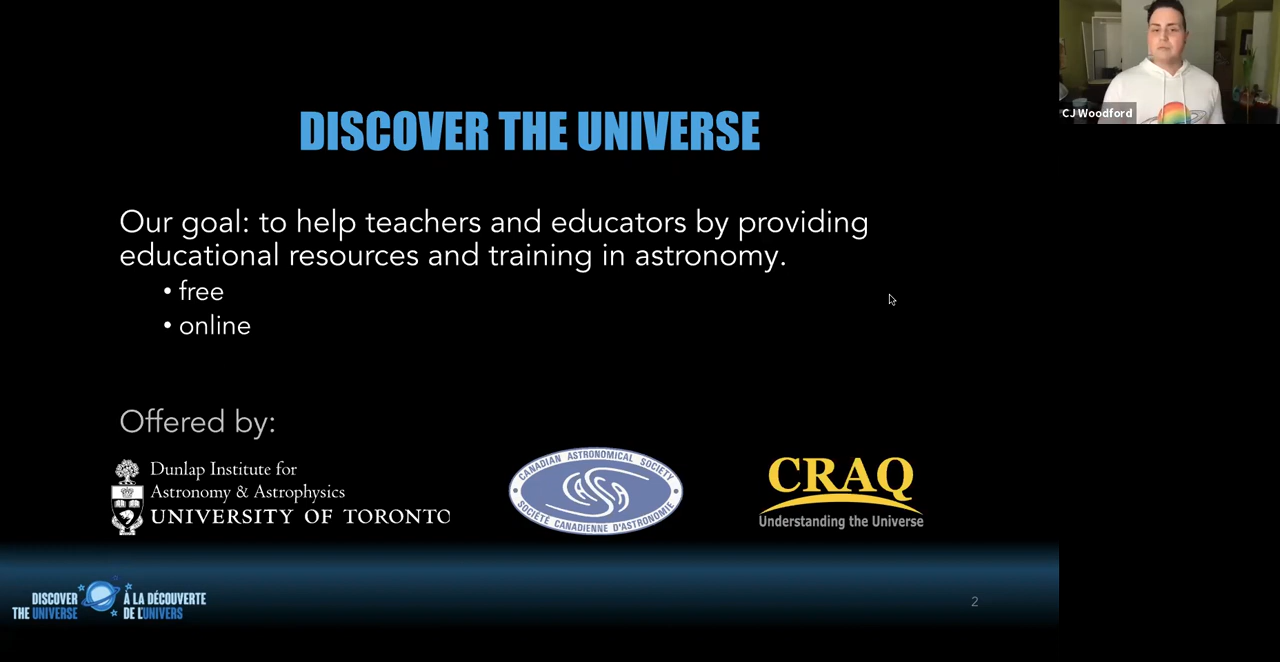 DISCOVER THE UNIVERSE
CJ Woodford
Our goal: to help teachers and educators by providing
educational resources and training in astronomy.
• free
• online
Offered by:
Dunlap Institute for
Astronomy & Astrophysics
UNIVERSITY OF TORONTO
CANADIAN ASTRONOMICAL SOCIETY
CASCA
SOCIÉTÉ CANADIENNE D'ASTRONOMIE
CRAQ
Understanding the Universe
DISCOVER
THE UNIVERSE
À LA DÉCOUVERTE
DE L'UNIVERS
2